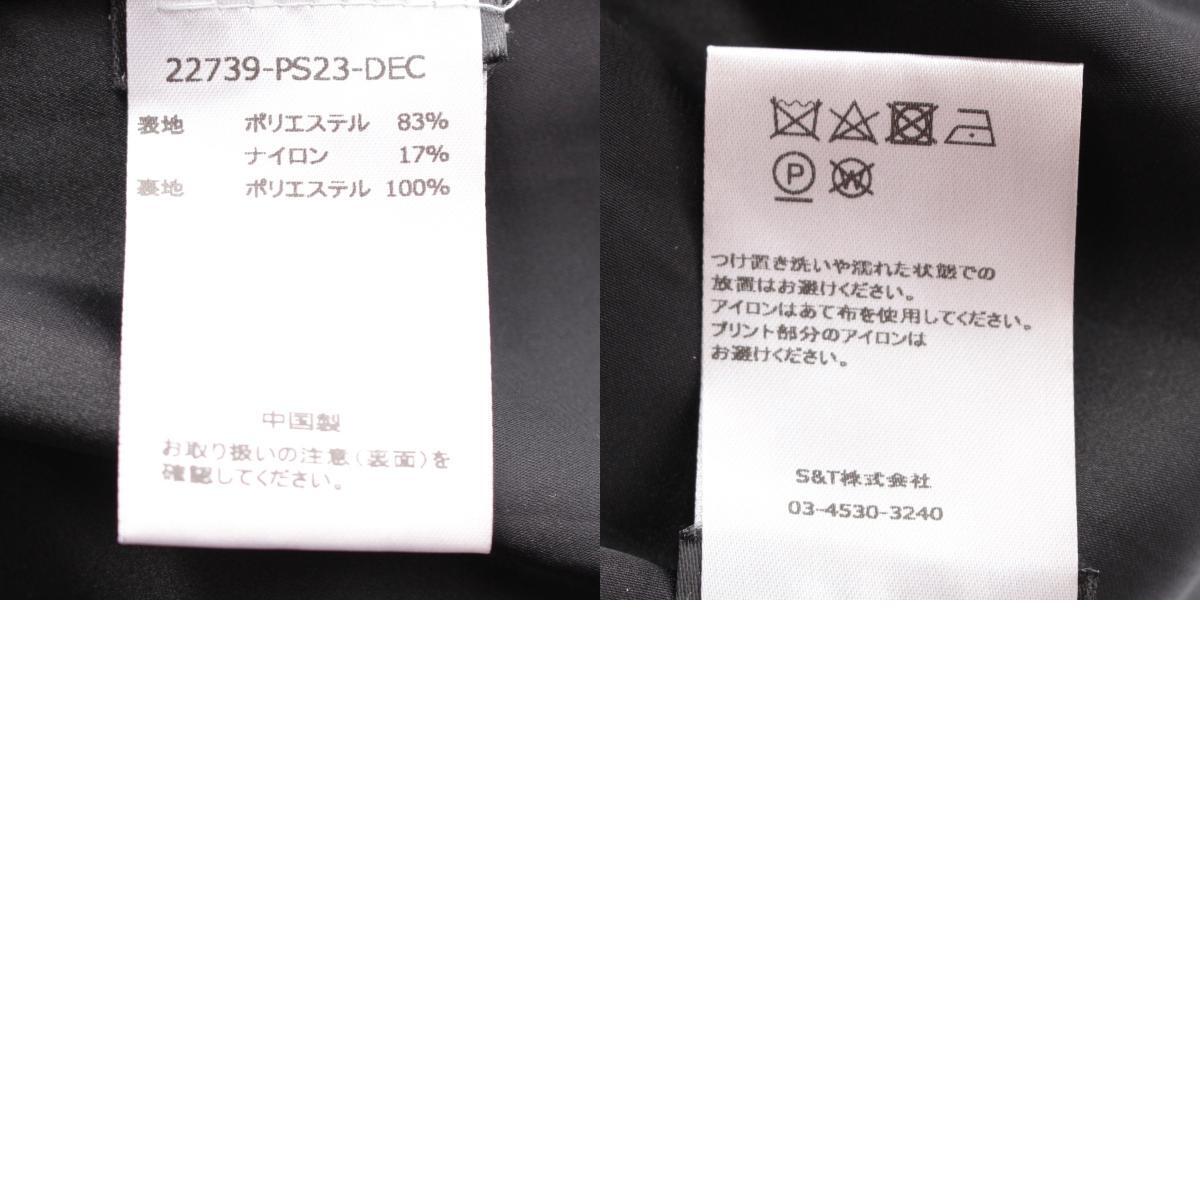 22739-PS23-DEC
表地 ポリエステル 83%
ナイロン 17%
裏地 ポリエステル 100%
中国製
お取り扱いの注意(裏面)を
確認してください。
P
W
つけ置き洗いや濡れた状態での
放置はお避けください。
アイロンはあて布を使用してください。
プリント部分のアイロンは
お避けください。
S&T株式会社
03-4530-3240